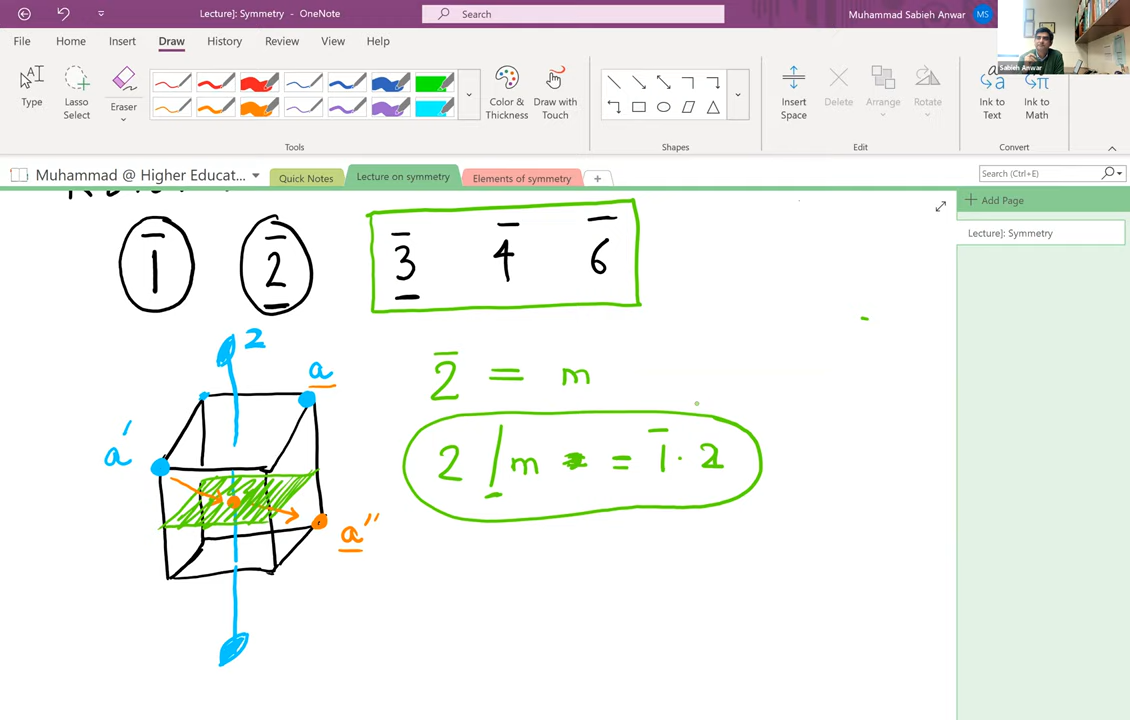 Lecture]: Symmetry - OneNote
Search
Muhammad Sabieh Anwar MS
Sabieh Anwar
File Home Insert Draw History Review View Help
Type
Lasso Select
Eraser
Color & Thickness
Draw with Touch
Insert Space
Delete
Arrange
Rotate
Ink to Text
Ink to Math
Tools
Shapes
Edit
Convert
Muhammad @ Higher Educat...
Quick Notes
Lecture on symmetry
Elements of symmetry
Search (Ctrl+E)
Add Page
Lecture]: Symmetry
1̅ 2̅ 3̅ 4̅ 6̅
2
a
a'
a''
2̅ = m
2/m = 1̅ · 2